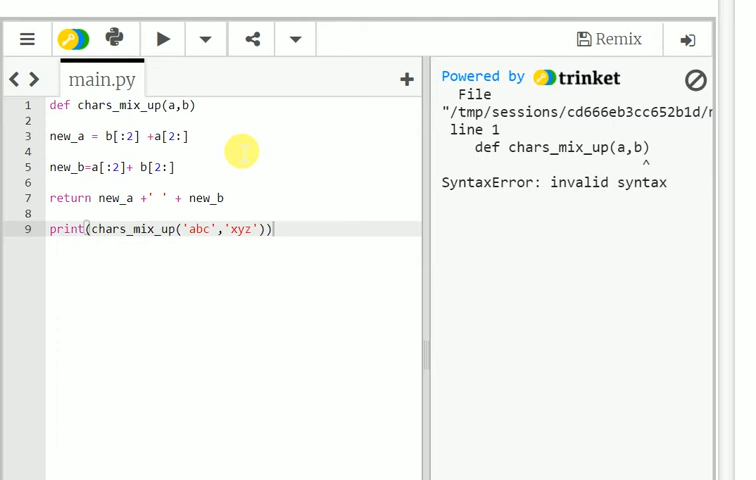 Remix
main.py
+
Powered by trinket
1 def chars_mix_up(a,b)
2
3 new_a = b[:2] +a[2:]
4
5 new_b=a[:2]+ b[2:]
6
7 return new_a +' ' + new_b
8
9 print(chars_mix_up('abc','xyz'))
File
"/tmp/sessions/cd666eb3cc652b1d/
line 1
def chars_mix_up(a,b)
^
SyntaxError: invalid syntax